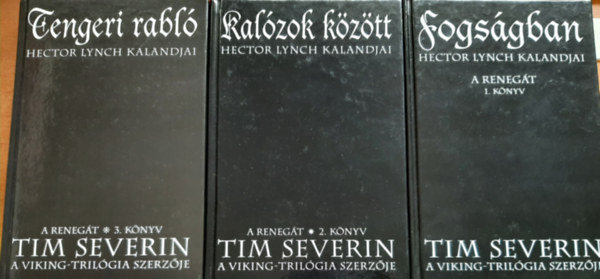 Tengeri rabló
HECTOR LYNCH KALANDJAI
A RENEGÁT * 3. KÖNYV
TIM SEVERIN
A VIKING-TRILÓGIA SZERZŐJE
Kalózok között
HECTOR LYNCH KALANDJAI
A RENEGÁT * 2. KÖNYV
TIM SEVERIN
A VIKING-TRILÓGIA SZERZŐJE
Fogságban
HECTOR LYNCH KALANDJAI
A RENEGÁT
1. KÖNYV
TIM SEVERIN
A VIKING-TRILÓGIA SZERZŐJE